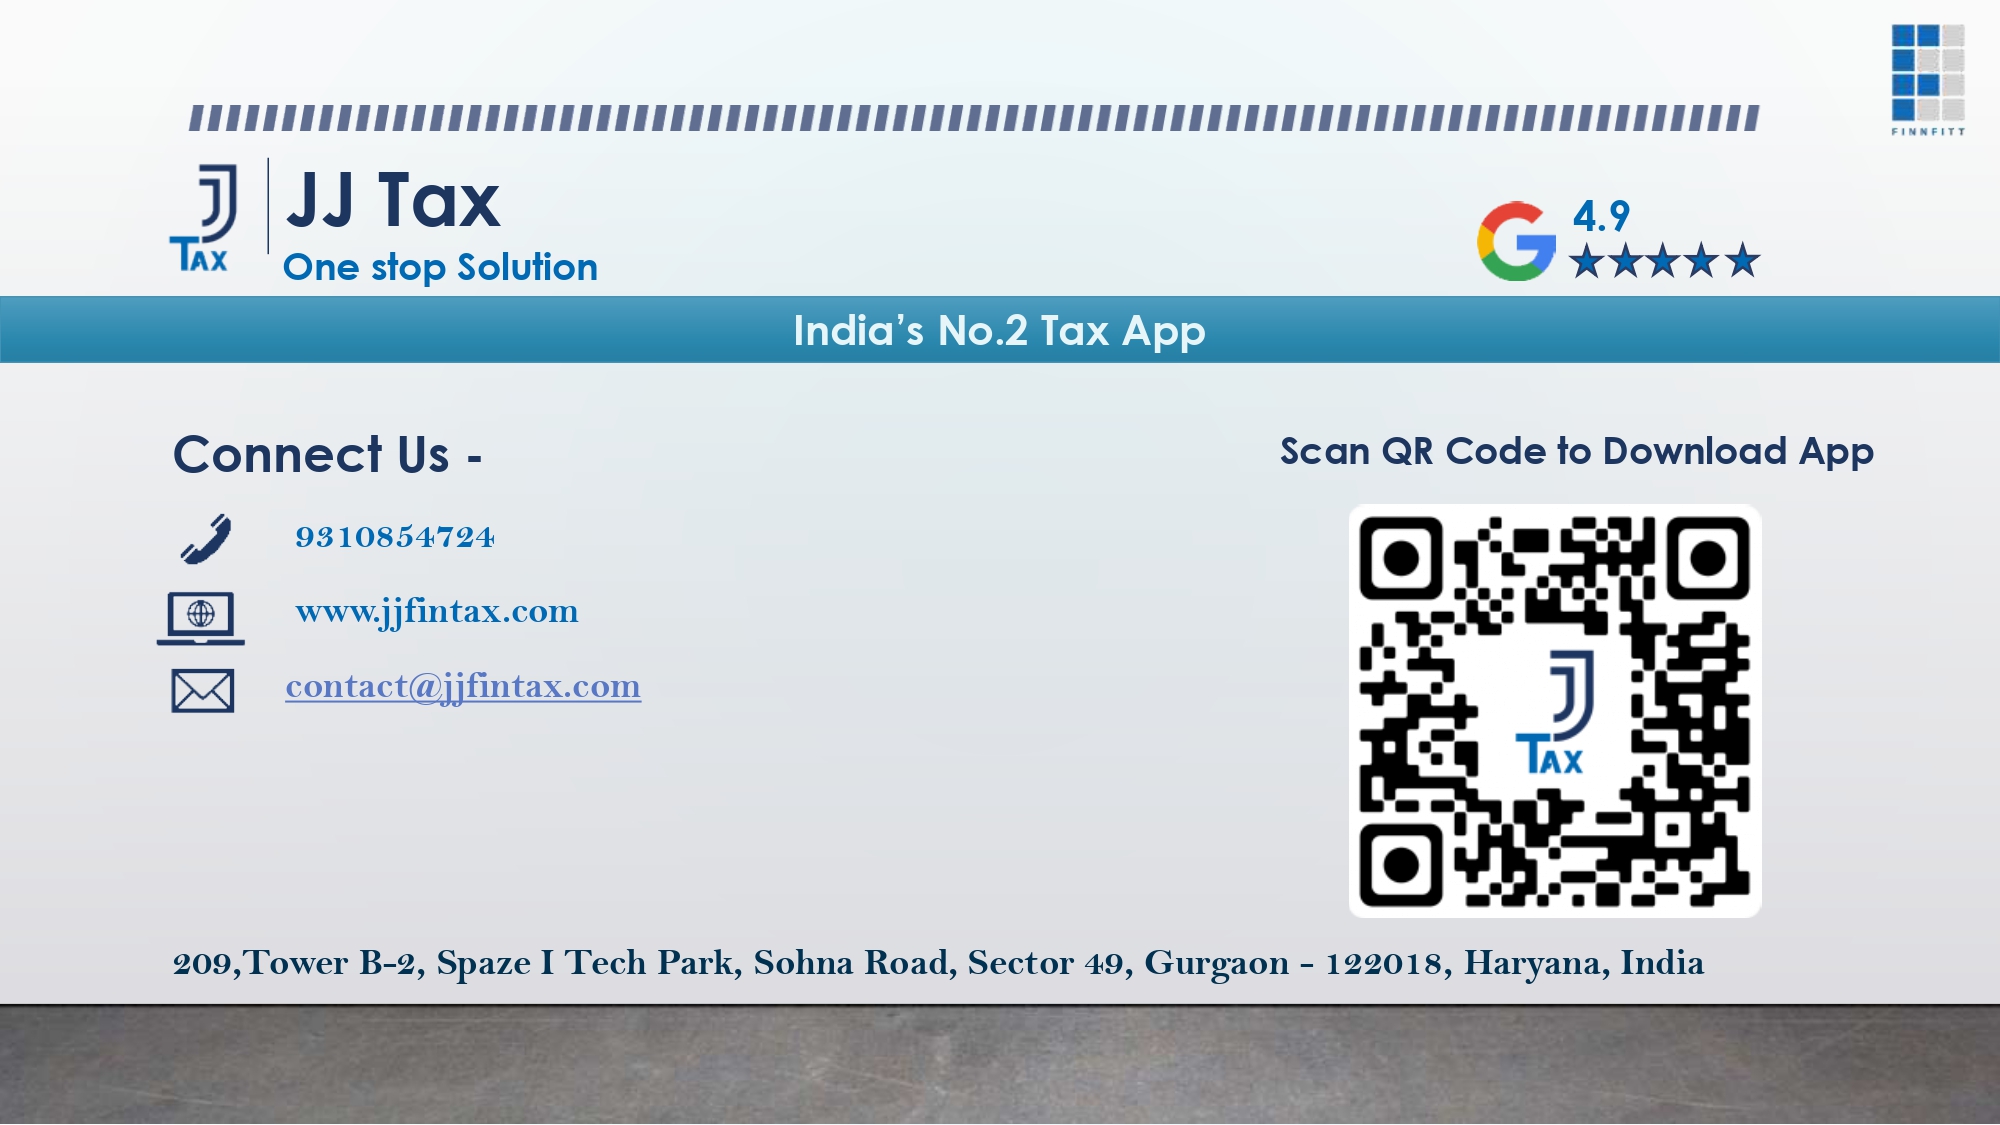 FINNFITT
J
TAX
JJ Tax
One stop Solution
4.9
India’s No.2 Tax App
Connect Us -
9310854724
www.jjfintax.com
contact@jjfintax.com
Scan QR Code to Download App
J
TAX
209,Tower B-2, Spaze I Tech Park, Sohna Road, Sector 49, Gurgaon - 122018, Haryana, India